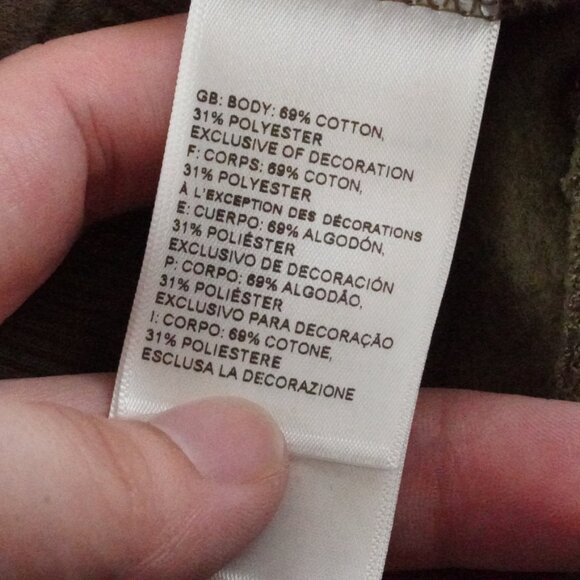 GB: BODY: 69% COTTON,
31% POLYESTER
EXCLUSIVE OF DECORATION
F: CORPS: 69% COTON,
31% POLYESTER
À L'EXCEPTION DES DÉCORATIONS
E: CUERPO: 69% ALGODÓN,
31% POLIÉSTER
EXCLUSIVO DE DECORACIÓN
P: CORPO: 69% ALGODÃO,
31% POLIÉSTER
EXCLUSIVO PARA DECORAÇÃO
I: CORPO: 69% COTONE,
31% POLIESTERE
ESCLUSA LA DECORAZIONE